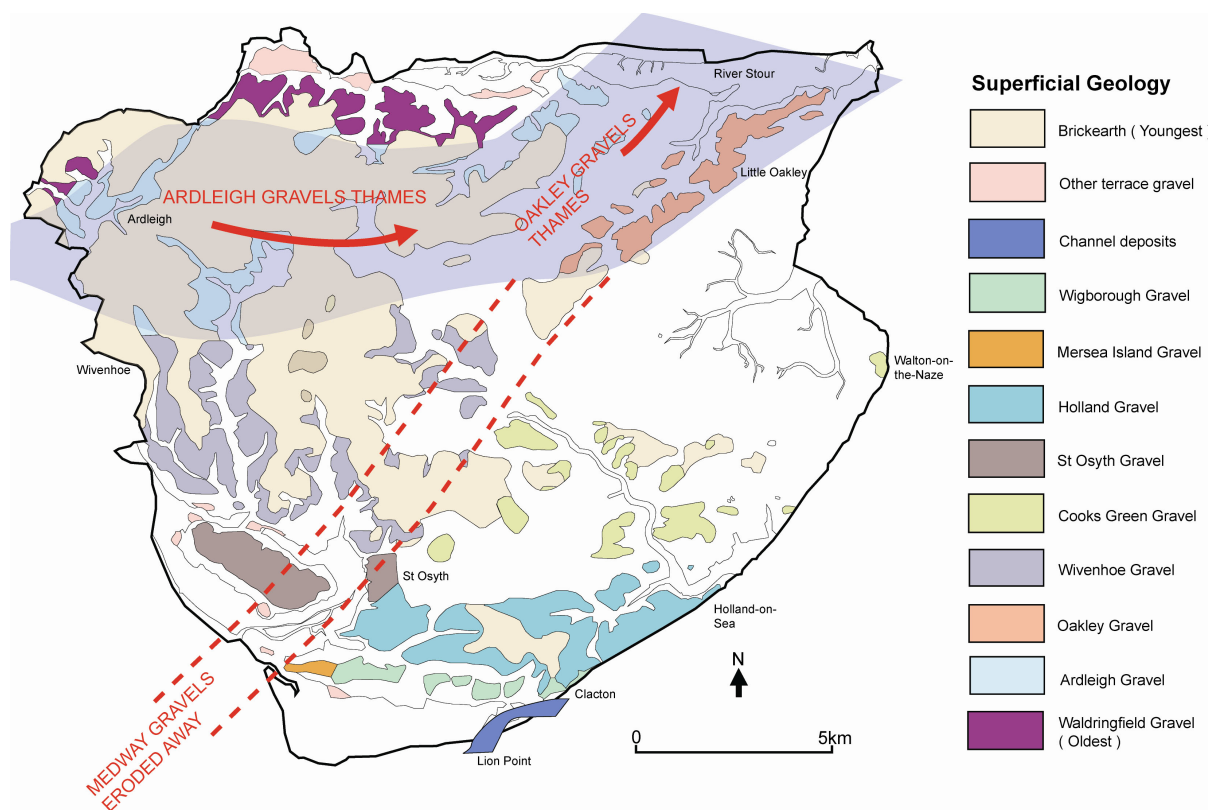 River Stour
Little Oakley
OAKLEY GRAVELS
THAMES
ARDLEIGH GRAVELS THAMES
Ardleigh
Wivenhoe
Walton-on-
the-Naze
St Osyth
Holland-on-
Sea
Clacton
Lion Point
MEDWAY GRAVELS
ERODED AWAY
N
0
5km
Superficial Geology
Brickearth ( Youngest )
Other terrace gravel
Channel deposits
Wigborough Gravel
Mersea Island Gravel
Holland Gravel
St Osyth Gravel
Cooks Green Gravel
Wivenhoe Gravel
Oakley Gravel
Ardleigh Gravel
Waldringfield Gravel
( Oldest )